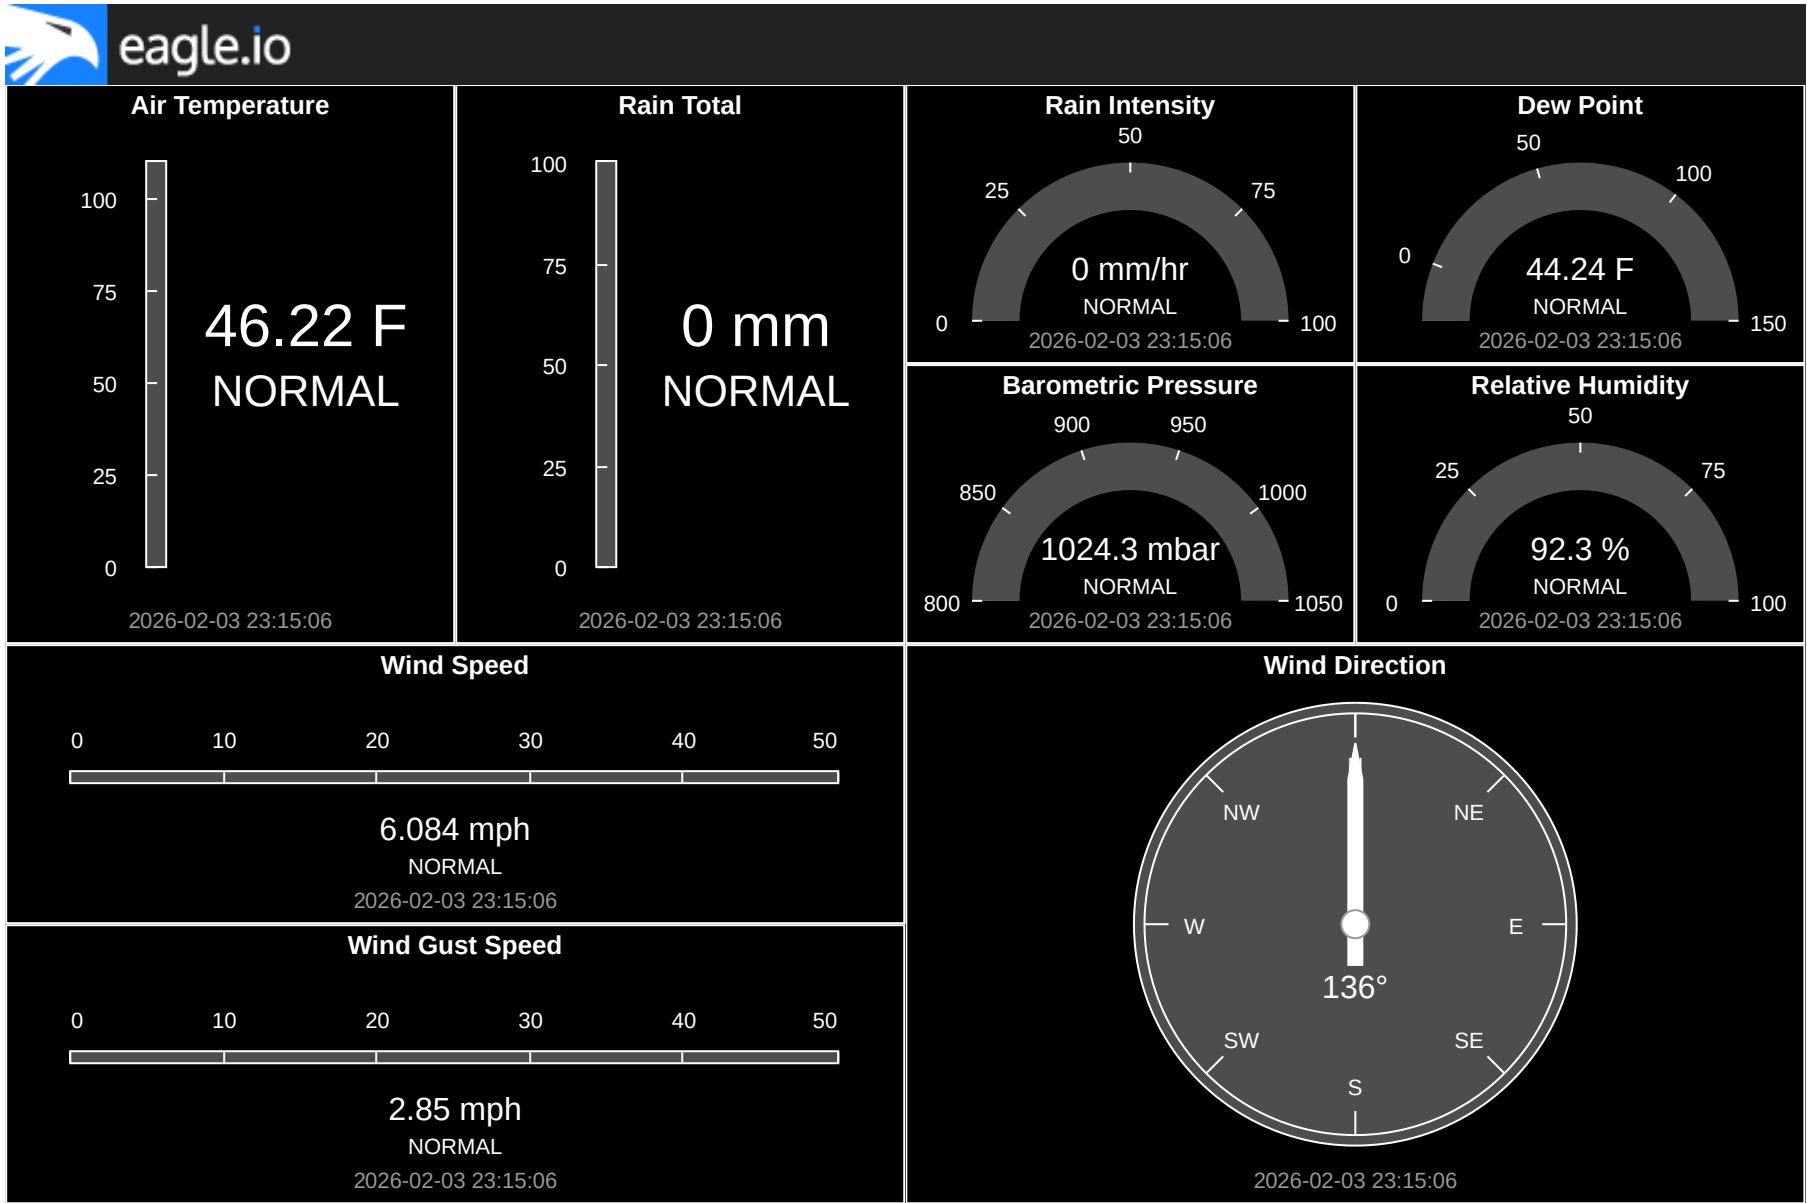 eagle.io
Air Temperature
100
75
50
25
0
46.22 F
NORMAL
2026-02-03 23:15:06
Rain Total
100
75
50
25
0
0 mm
NORMAL
2026-02-03 23:15:06
Rain Intensity
0
25
50
75
100
0 mm/hr
NORMAL
2026-02-03 23:15:06
Dew Point
0
50
100
150
44.24 F
NORMAL
2026-02-03 23:15:06
Barometric Pressure
800
850
900
950
1000
1050
1024.3 mbar
NORMAL
2026-02-03 23:15:06
Relative Humidity
0
25
50
75
100
92.3 %
NORMAL
2026-02-03 23:15:06
Wind Speed
0 10 20 30 40 50
6.084 mph
NORMAL
2026-02-03 23:15:06
Wind Gust Speed
0 10 20 30 40 50
2.85 mph
NORMAL
2026-02-03 23:15:06
Wind Direction
NW NE
W E
136°
SW SE
S
2026-02-03 23:15:06